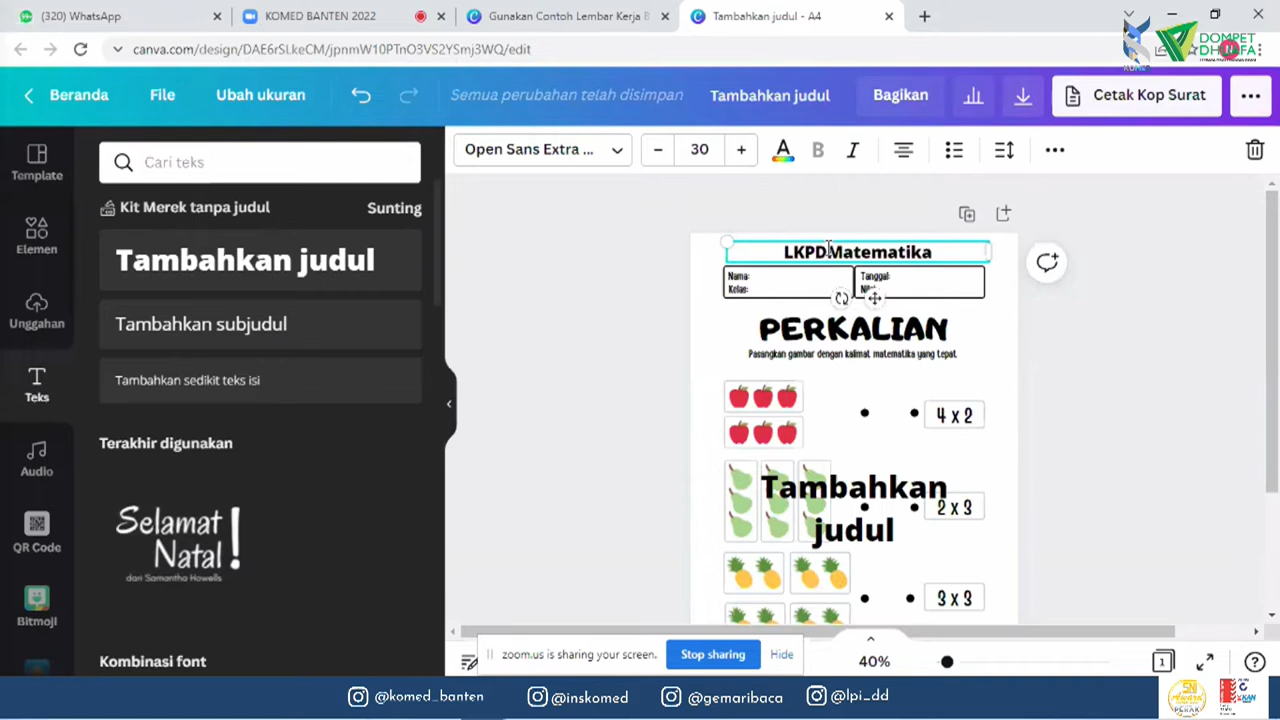 (320) WhatsApp
KOMED BANTEN 2022
Gunakan Contoh Lembar Kerja B
Tambahkan judul - A4
canva.com/design/DAE6rSLkeCM/jpnmW10PTnO3VS2YSmj3WQ/edit
DOMPET
DHUAFA
Beranda
File
Ubah ukuran
Semua perubahan telah disimpan
Tambahkan judul
Bagikan
Cetak Kop Surat
Template
Elemen
Unggahan
Teks
Audio
QR Code
Bitmoji
Cari teks
Kit Merek tanpa judul
Sunting
Tambahkan judul
Tambahkan subjudul
Tambahkan sedikit teks isi
Terakhir digunakan
Selamat
Natal!
dari Samantha Howells
Kombinasi font
Open Sans Extra ...
30
A
B
I
LKPDMatematika
Nama:
Kelas:
Tanggal:
PERKALIAN
Pasangkan gambar dengan kalimat matematika yang tepat
4 x 2
Tambahkan
judul
2 x 3
3 x 3
zoom.us is sharing your screen.
Stop sharing
Hide
40%
1
@komed_banten
@inskomed
@gemaribaca
@lpi_dd